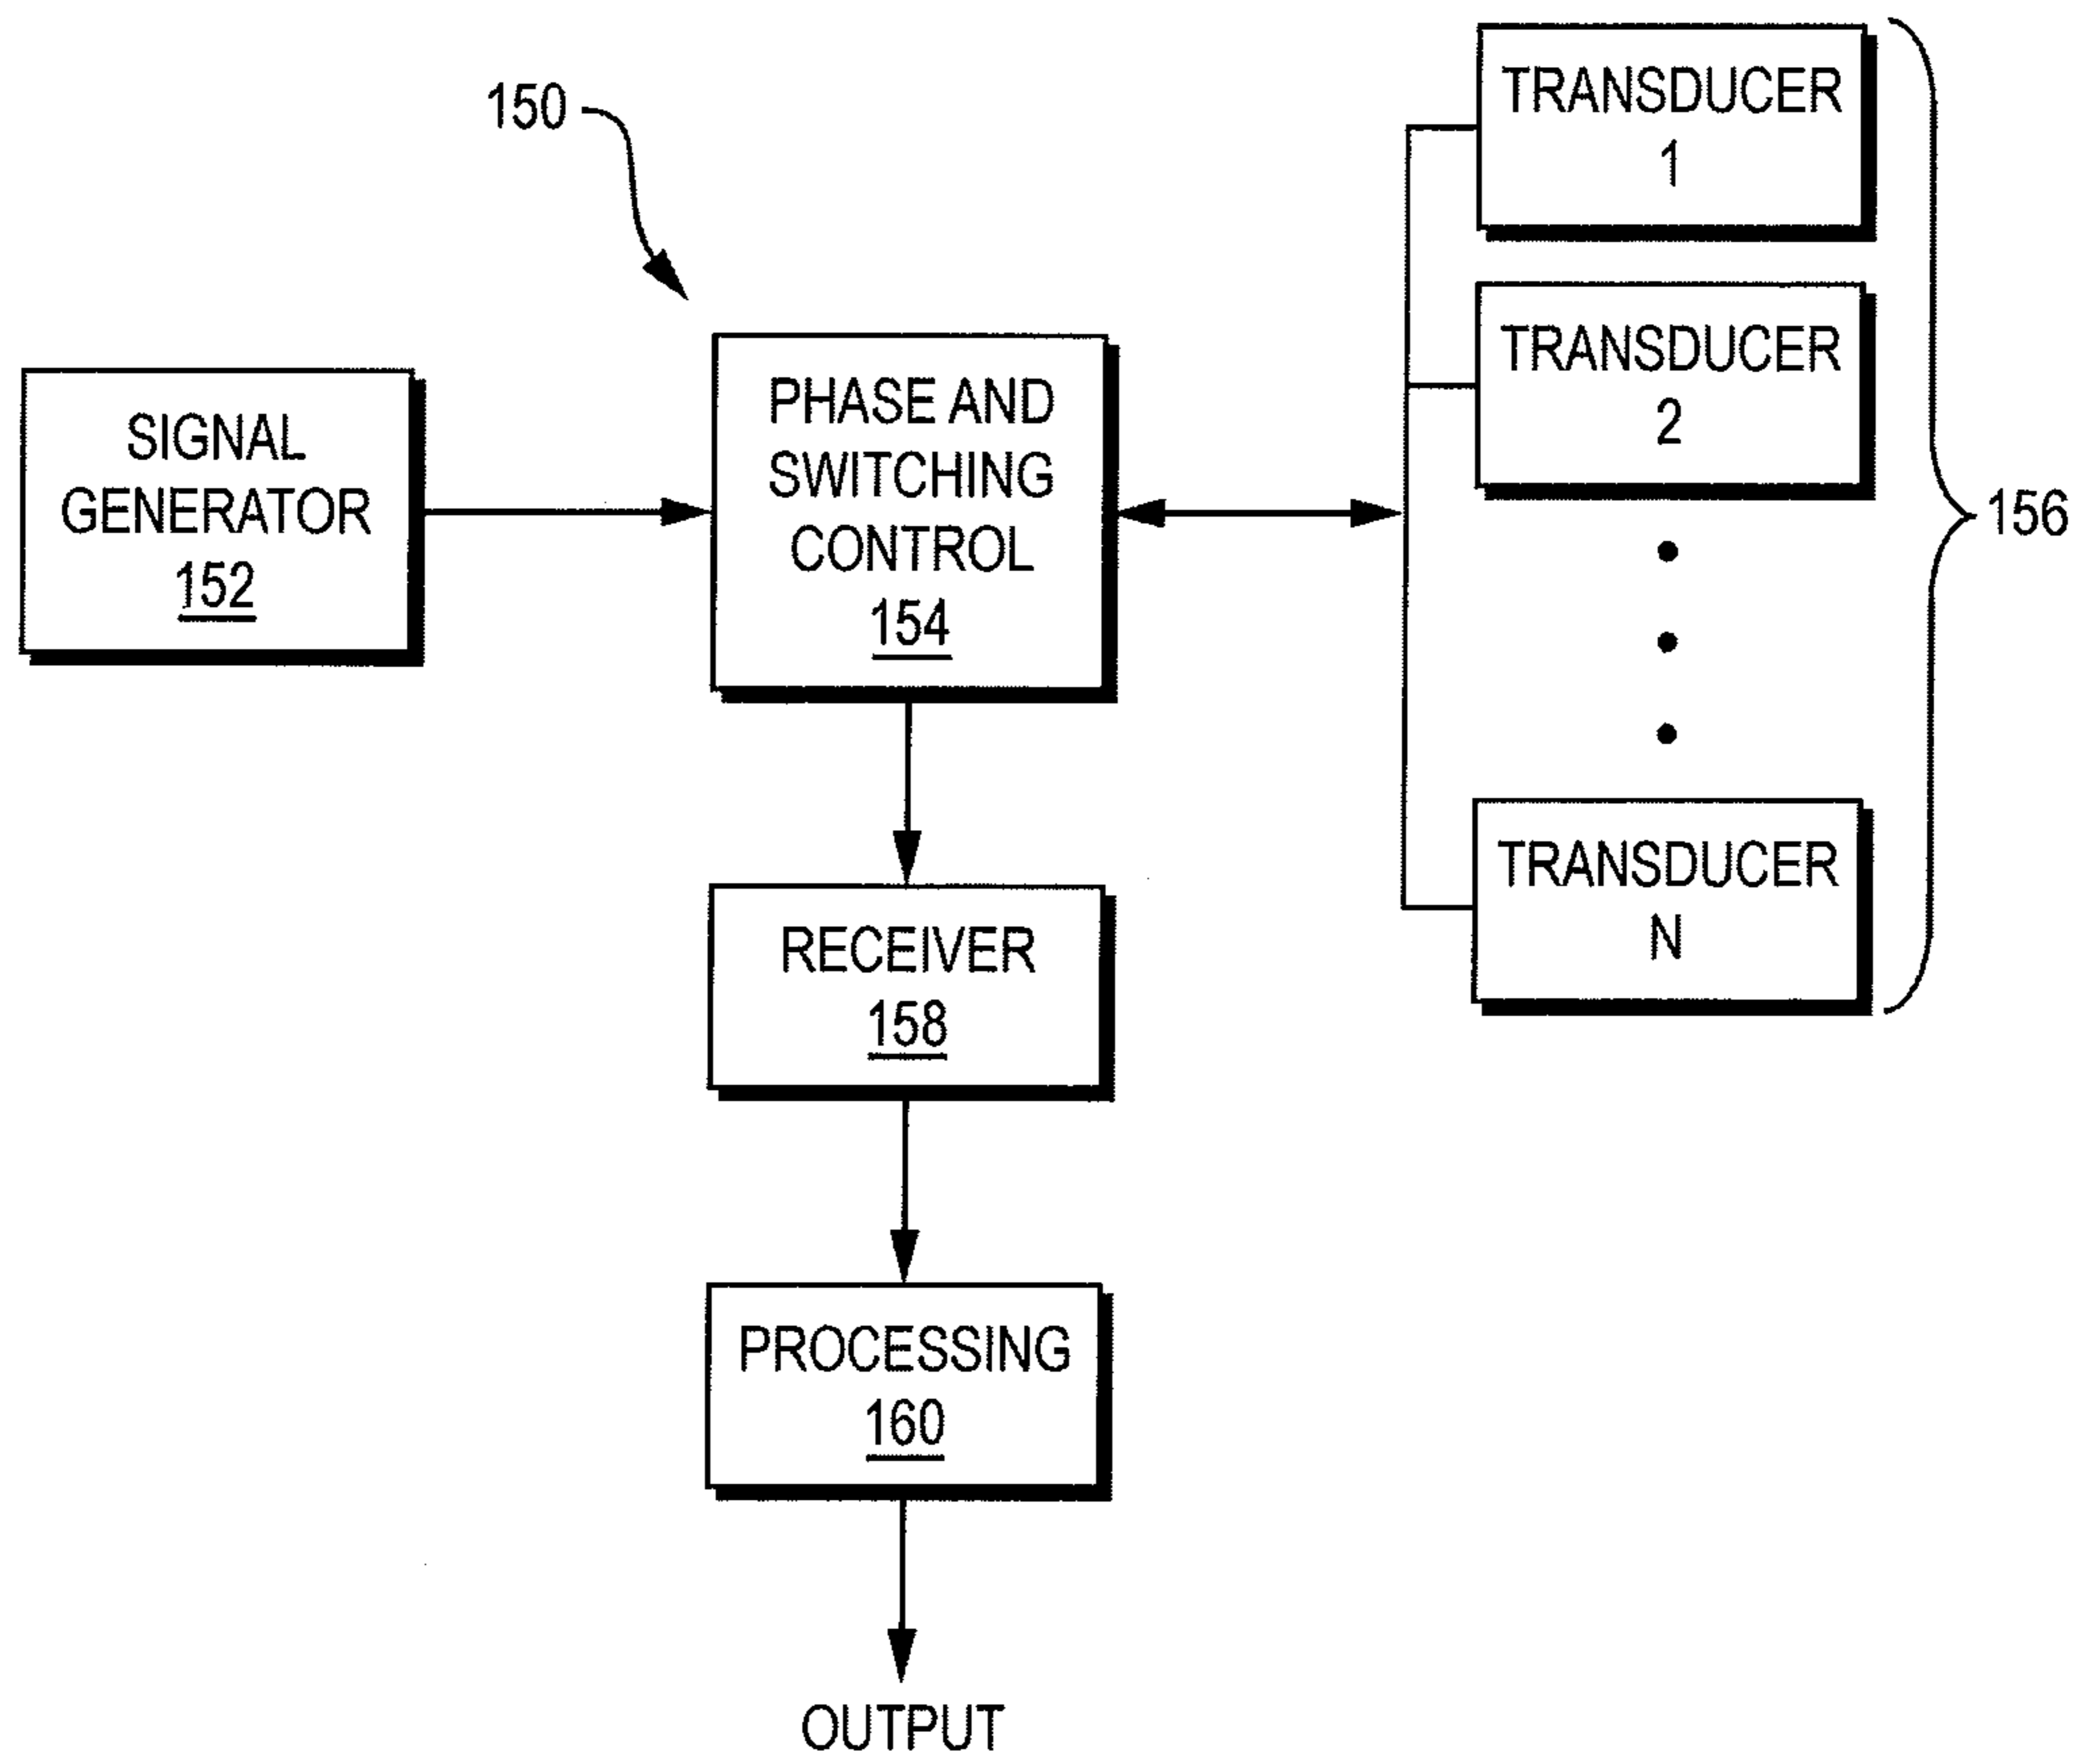 150
SIGNAL
GENERATOR
152
PHASE AND
SWITCHING
CONTROL
154
TRANSDUCER
1
TRANSDUCER
2
TRANSDUCER
N
156
RECEIVER
158
PROCESSING
160
OUTPUT